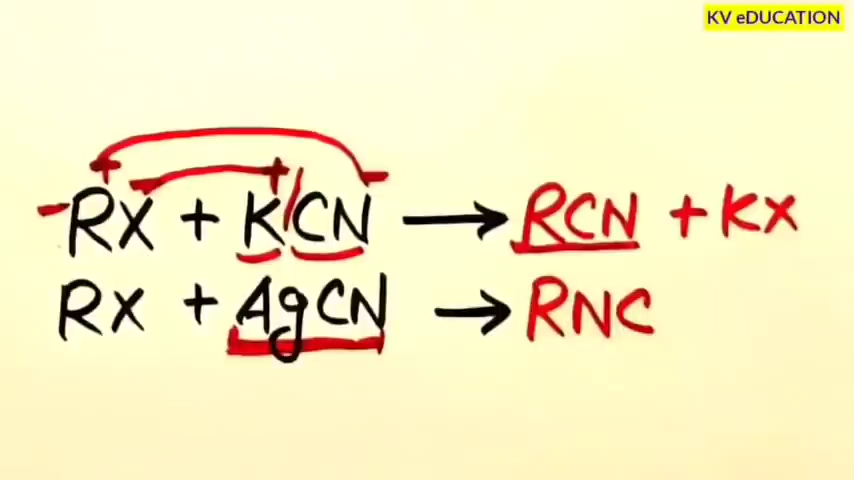 KV eDUCATION
RX + KCN → RCN + KX
RX + AgCN → RNC